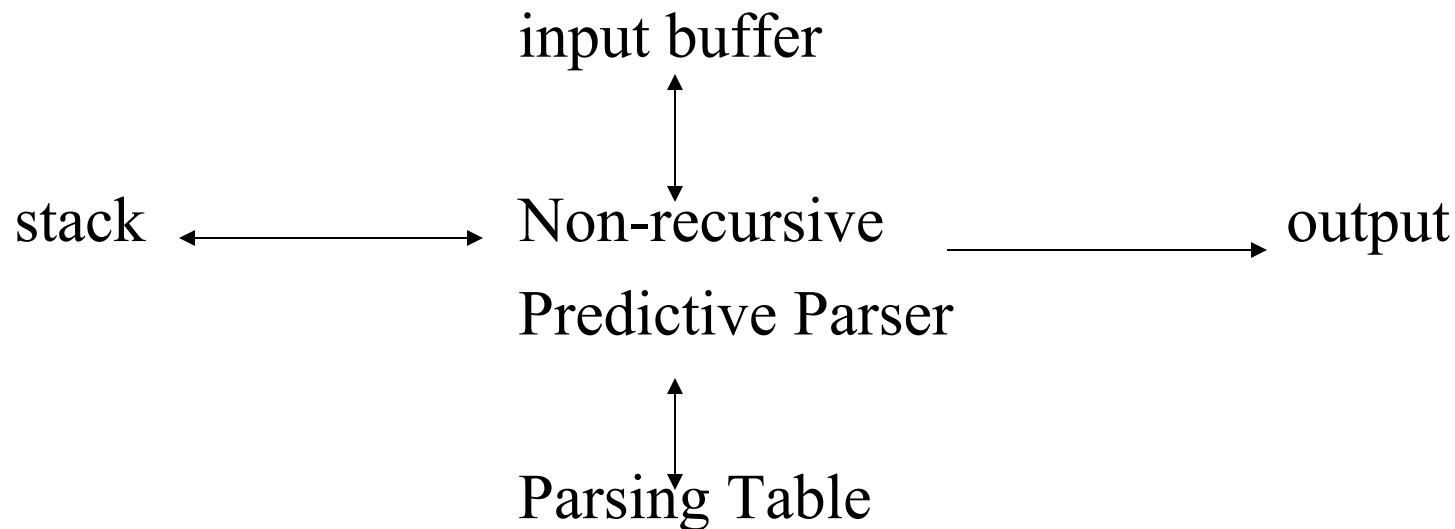 input buffer
stack
Non-recursive
output
Predictive Parser
Parsing Table